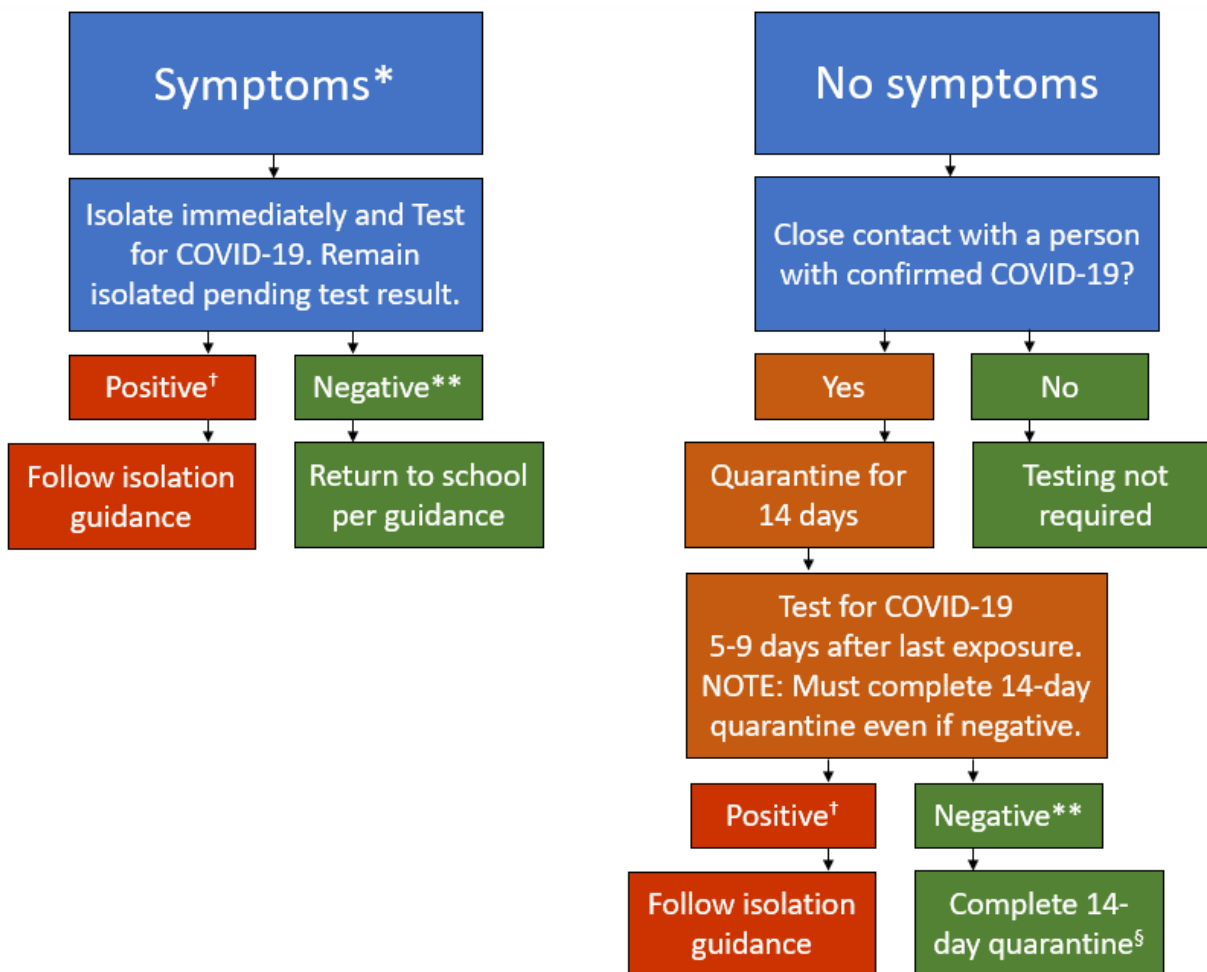 Symptoms*
Isolate immediately and Test
for COVID-19. Remain
isolated pending test result.
Positive†
Negative**
Follow isolation
guidance
Return to school
per guidance
No symptoms
Close contact with a person
with confirmed COVID-19?
Yes
No
Quarantine for
14 days
Testing not
required
Test for COVID-19
5-9 days after last exposure.
NOTE: Must complete 14-day
quarantine even if negative.
Positive†
Negative**
Follow isolation
guidance
Complete 14-
day quarantine§